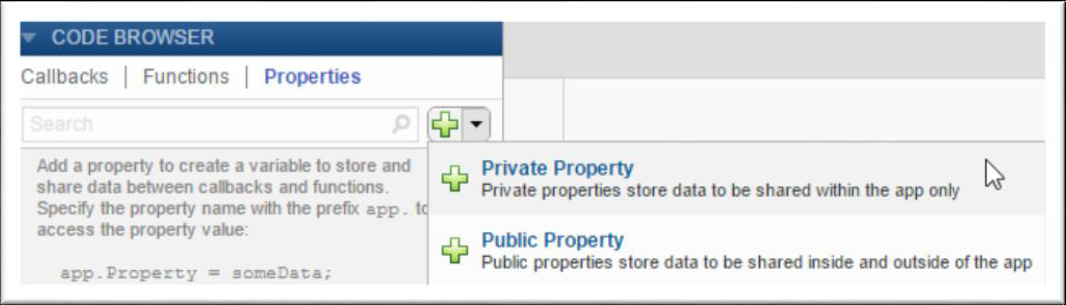 CODE BROWSER
Callbacks | Functions | Properties
Search
Add a property to create a variable to store and
share data between callbacks and functions.
Specify the property name with the prefix app. to
access the property value:
app.Property = someData;
Private Property
Private properties store data to be shared within the app only
Public Property
Public properties store data to be shared inside and outside of the app